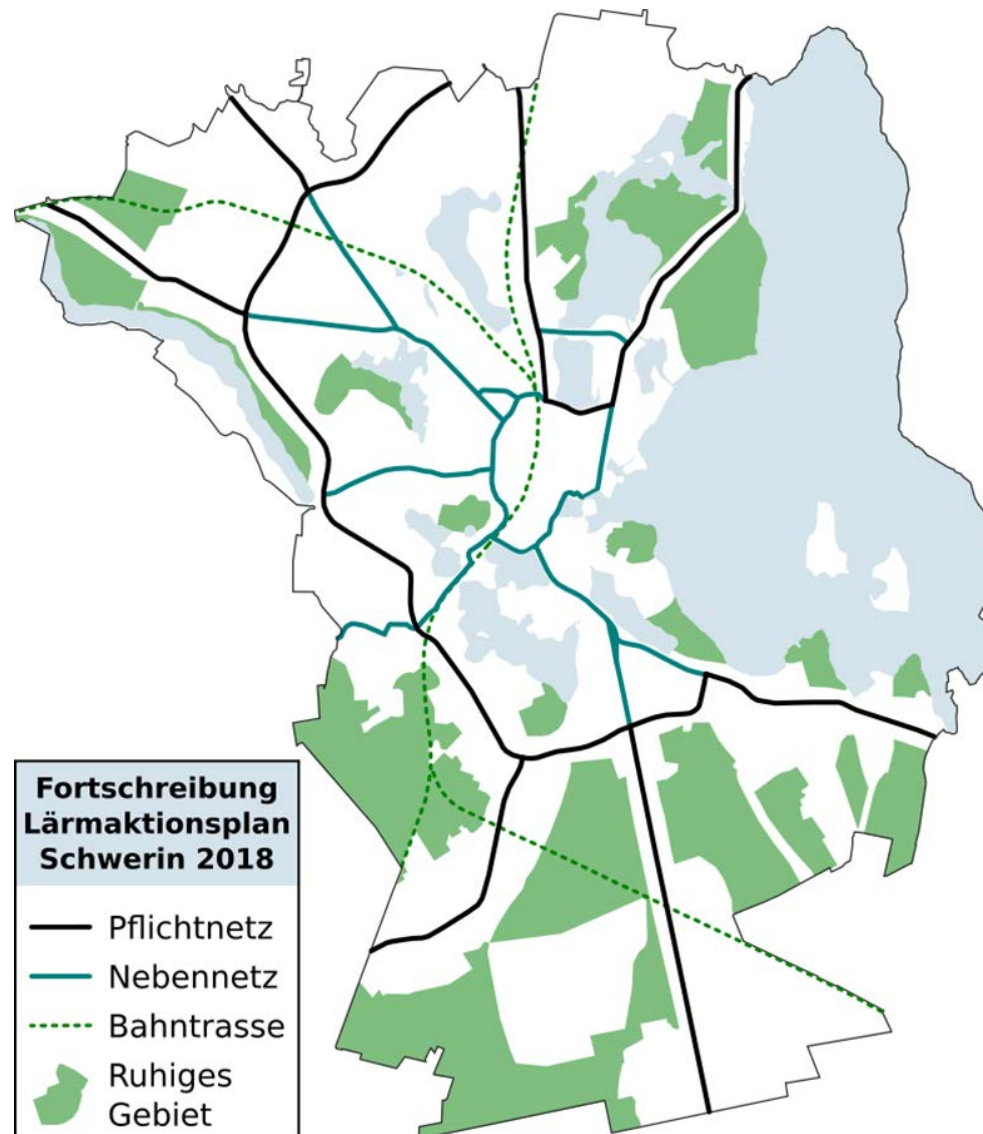 Fortschreibung
Lärmaktionsplan
Schwerin 2018
Pflichtnetz
Nebennetz
Bahntrasse
Ruhiges
Gebiet